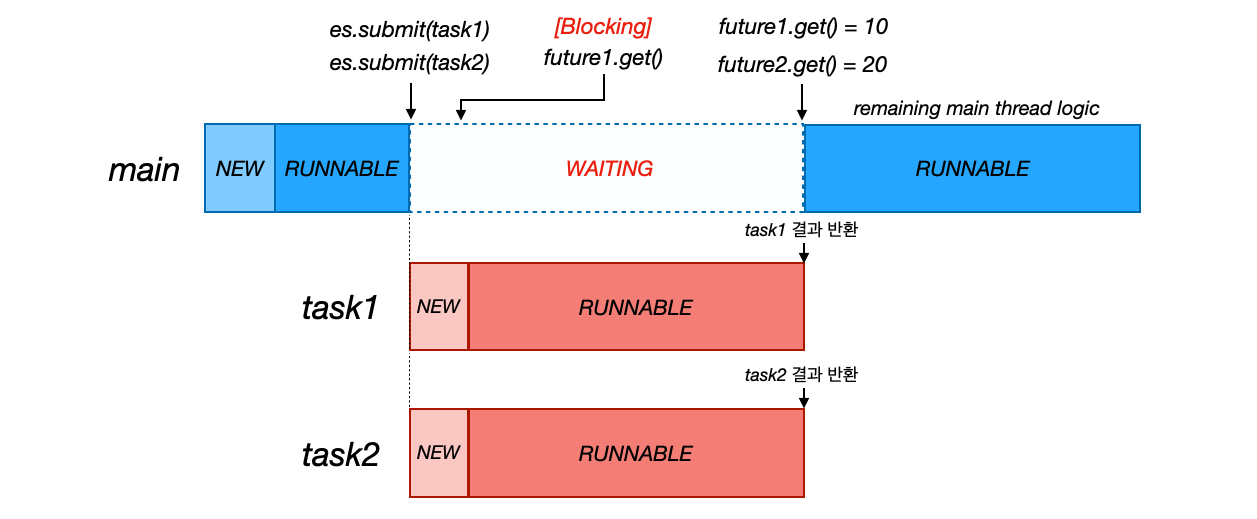 es.submit(task1)
es.submit(task2)
[Blocking]
future1.get()
future1.get() = 10
future2.get() = 20
remaining main thread logic
main
NEW
RUNNABLE
WAITING
RUNNABLE
task1 결과 반환
task1
NEW
RUNNABLE
task2 결과 반환
task2
NEW
RUNNABLE